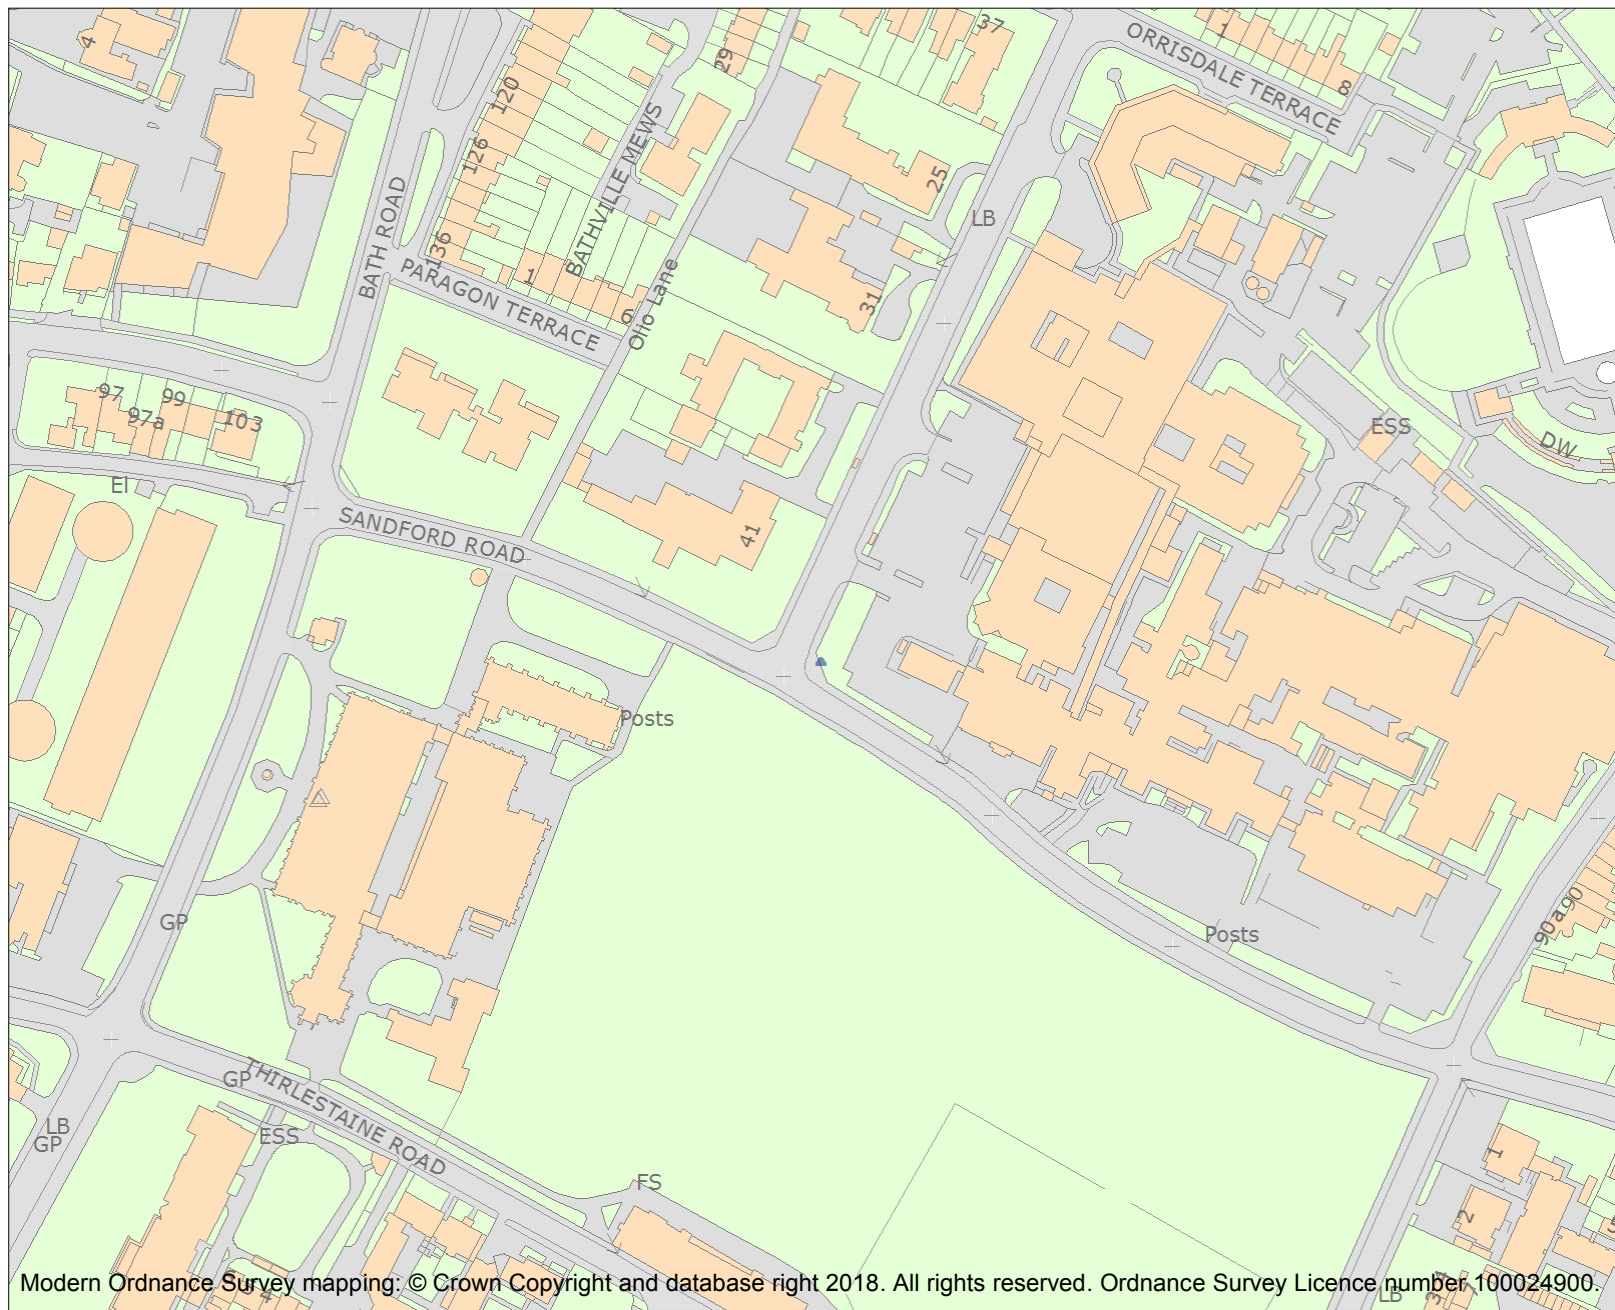 4
37
1
ORRISDALE TERRACE
8
29
120
126
136
BATHVILLE MEWS
25
LB
BATH ROAD
PARAGON TERRACE
1
6
Olio Lane
31
97
97a
99
103
ESS
DW
El
SANDFORD ROAD
41
Posts
GP
Posts
90a
90
THIRLESTAINE ROAD
GP
LB
GP
ESS
FS
1
2
Modern Ordnance Survey mapping: © Crown Copyright and database right 2018. All rights reserved. Ordnance Survey Licence number 100024900.
LB